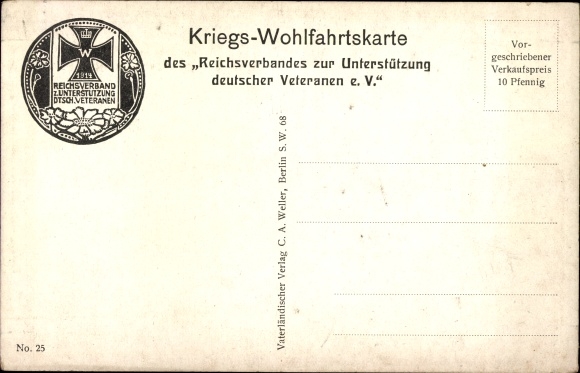 W
1914
REICHSVERBAND
Z. UNTERSTÜTZUNG
DTSCH. VETERANEN
Kriegs-Wohlfahrtskarte
des „Reichsverbandes zur Unterstützung
deutscher Veteranen e. V.“
Vor-
geschriebener
Verkaufspreis
10 Pfennig
Vaterländischer Verlag C. A. Weller, Berlin S. W. 68
No. 25